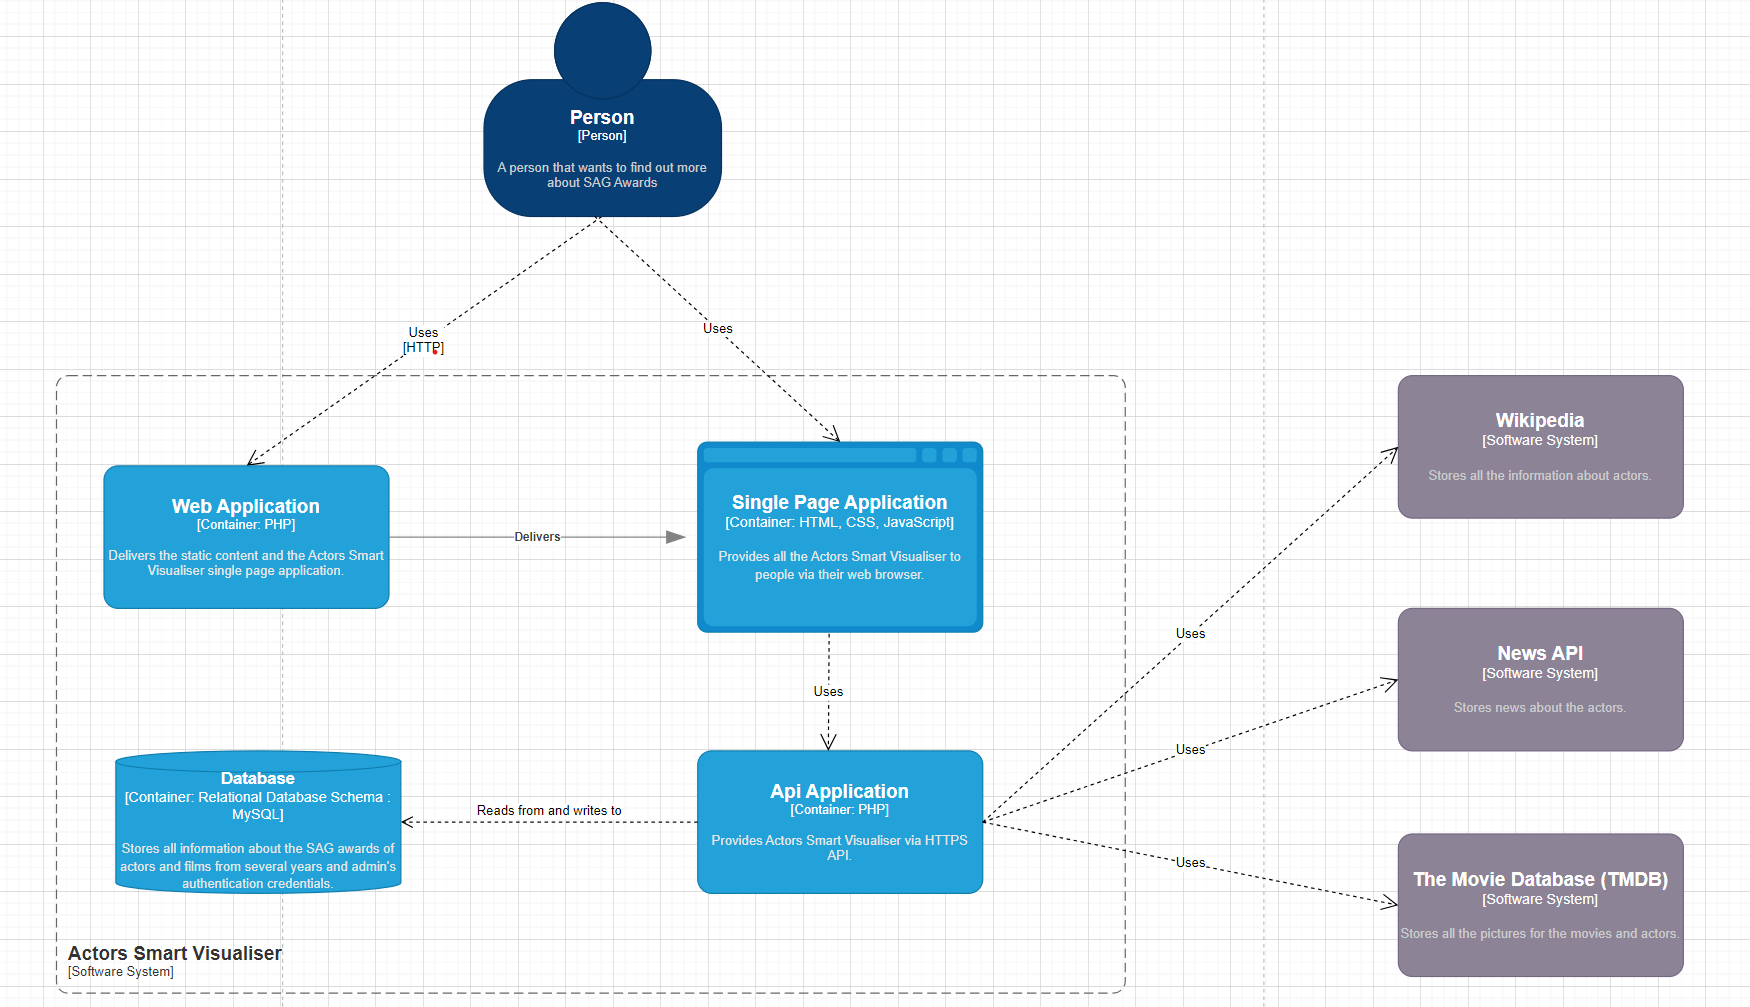 Person
[Person]
A person that wants to find out more
about SAG Awards
Uses
[HTTP]
Uses
Web Application
[Container: PHP]
Delivers the static content and the Actors Smart
Visualiser single page application.
Delivers
Single Page Application
[Container: HTML, CSS, JavaScript]
Provides all the Actors Smart Visualiser to
people via their web browser.
Uses
Database
[Container: Relational Database Schema :
MySQL]
Stores all information about the SAG awards of
actors and films from several years and admin's
authentication credentials.
Reads from and writes to
Api Application
[Container: PHP]
Provides Actors Smart Visualiser via HTTPS
API.
Uses
Uses
Uses
Wikipedia
[Software System]
Stores all the information about actors.
News API
[Software System]
Stores news about the actors.
The Movie Database (TMDB)
[Software System]
Stores all the pictures for the movies and actors.
Actors Smart Visualiser
[Software System]